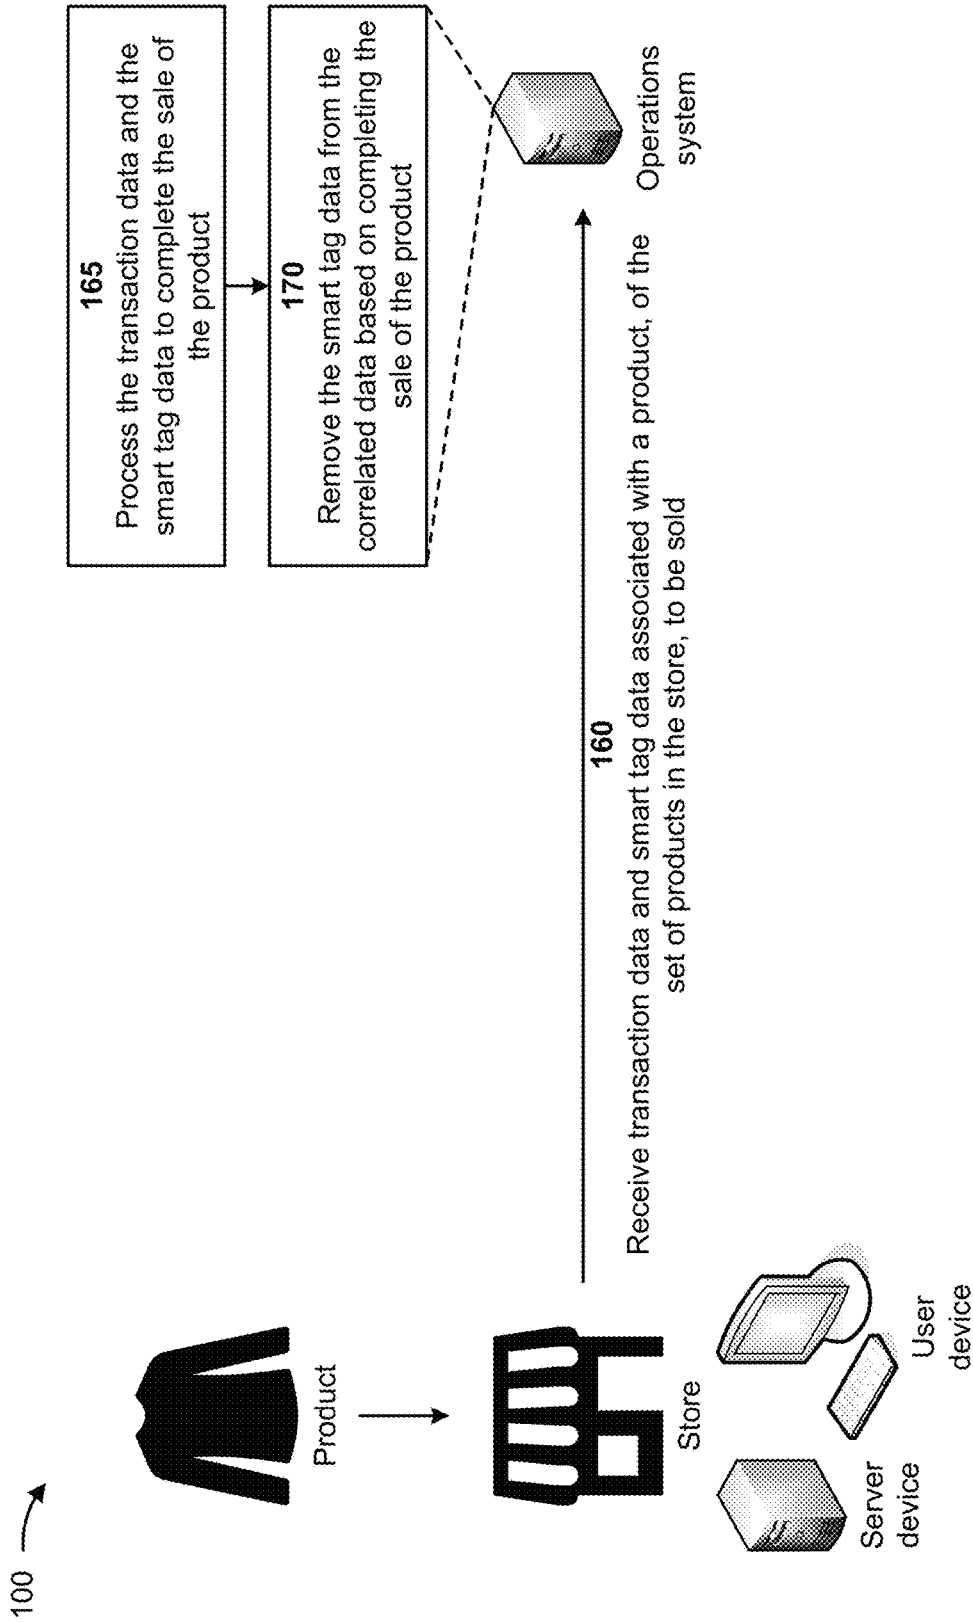 100
Product
Store
Server
device
User
device
160
Receive transaction data and smart tag data associated with a product, of the
set of products in the store, to be sold
165
Process the transaction data and the
smart tag data to complete the sale of
the product
170
Remove the smart tag data from the
correlated data based on completing the
sale of the product
Operations
system